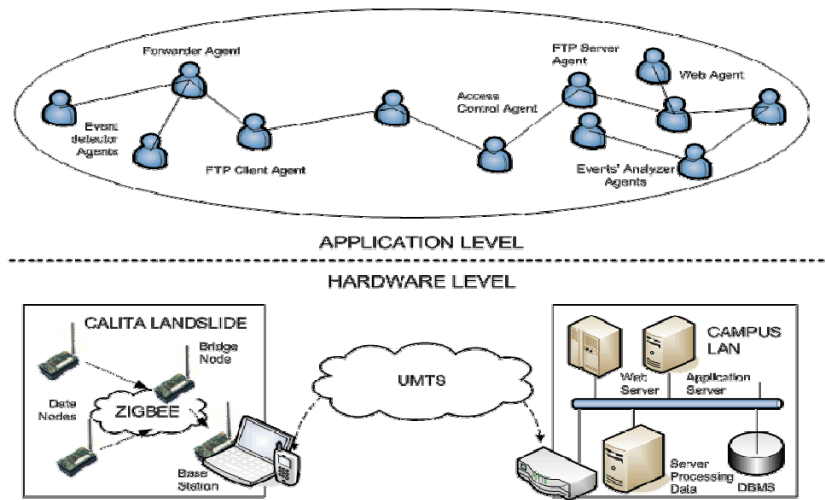 Forwarder Agent
FTP Server
Agent
Web Agent
Access
Control Agent
Event
detector
Agents
FTP Client Agent
Events' Analyzer
Agents
APPLICATION LEVEL
HARDWARE LEVEL
CALITA LANDSLIDE
Bridge
Node
Data
Nodes
ZIGBEE
Base
Station
UMTS
CAMPUS
LAN
Web
Server
Application
Server
Server
Processing
Data
DBMS